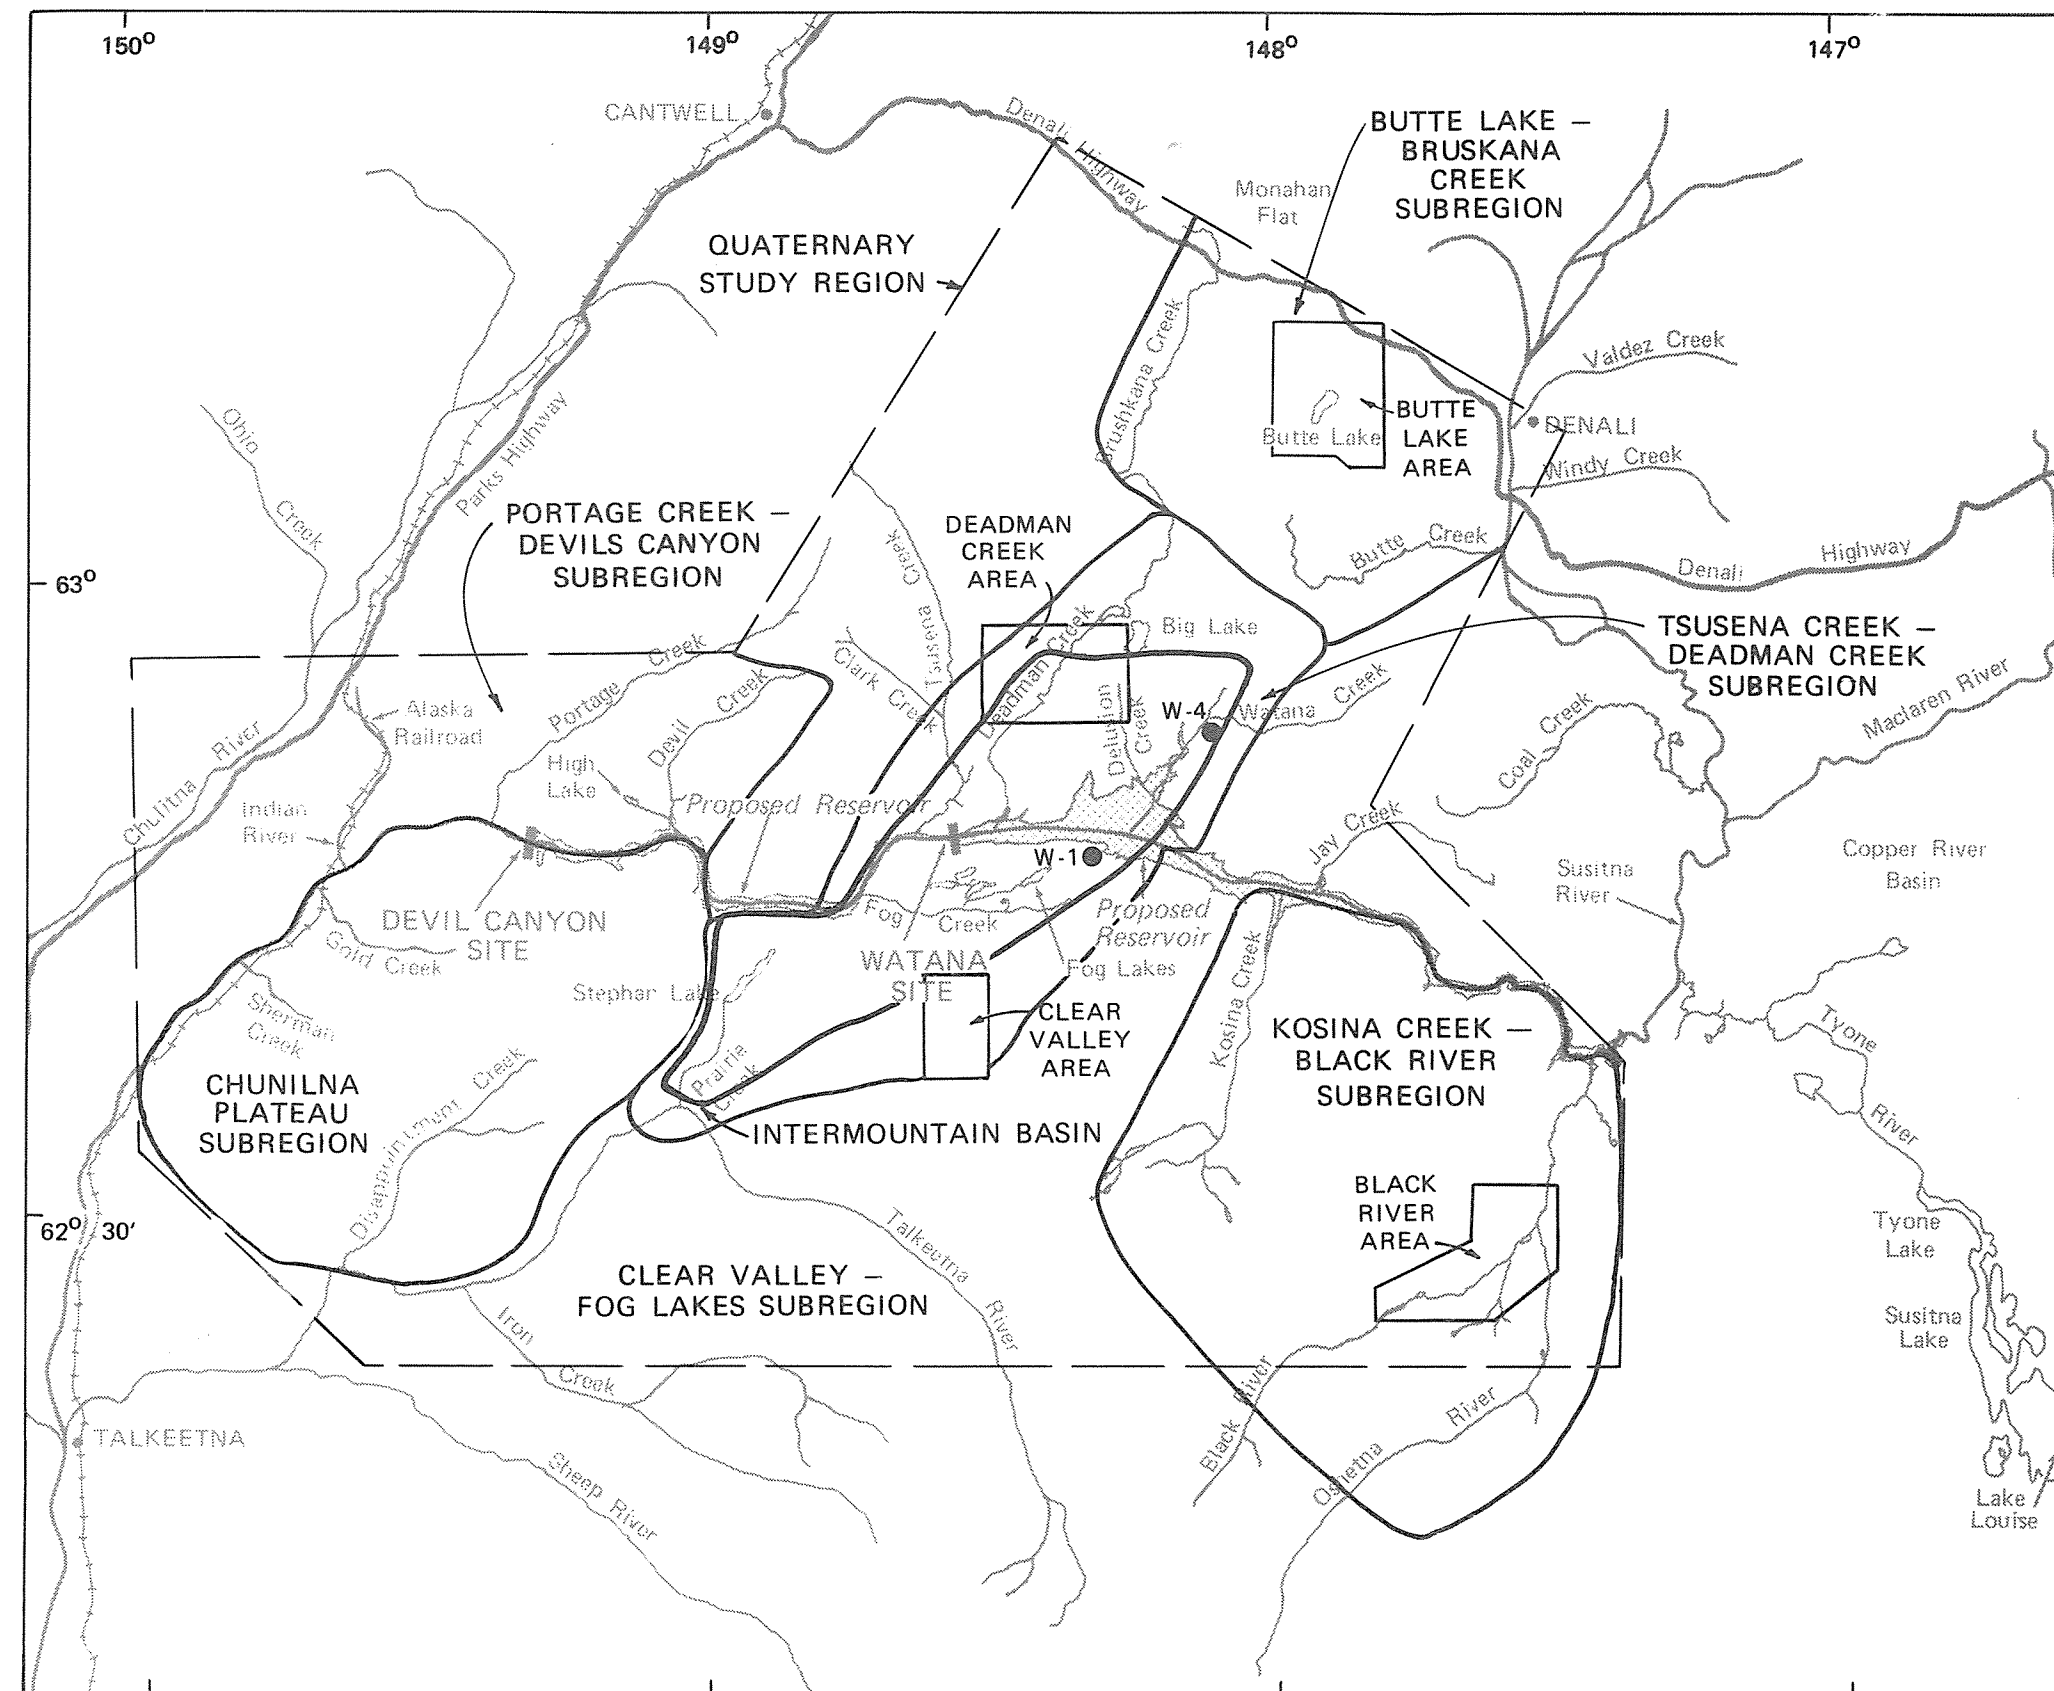 150°
149°
148°
147°
CANTWELL
Denali Highway
BUTTE LAKE –
BRUSKANA
CREEK
SUBREGION
Monahan
Flat
QUATERNARY
STUDY REGION
Brushkana Creek
Valdez Creek
BUTTE
LAKE
AREA
Butte Lake
DENALI
Windy Creek
Ohio
Creek
Parks Highway
PORTAGE CREEK –
DEVILS CANYON
SUBREGION
DEADMAN
CREEK
AREA
Tsusena Creek
Butte Creek
Denali Highway
63°
Big Lake
TSUSENA CREEK –
DEADMAN CREEK
SUBREGION
Portage Creek
Devil Creek
Clark Creek
Deadman Creek
Delusion
Creek
W-4
Watana Creek
Coal Creek
Maclaren River
Alaska
Railroad
High
Lake
Chulitna River
Indian
River
Proposed Reservoir
W-1
Jay Creek
Susitna
River
Copper River
Basin
DEVIL CANYON
SITE
Gold Creek
Fog
Creek
Proposed
Reservoir
WATANA
SITE
Fog Lakes
Stephan Lake
Sherman
Creek
Kosina Creek
CLEAR
VALLEY
AREA
KOSINA CREEK –
BLACK RIVER
SUBREGION
Tyone
River
CHUNILNA
PLATEAU
SUBREGION
Disappointment Creek
Prairie
Creek
INTERMOUNTAIN BASIN
BLACK
RIVER
AREA
62° 30′
Talkeetna
River
Tyone
Lake
CLEAR VALLEY –
FOG LAKES SUBREGION
Iron
Creek
Susitna
Lake
Black River
Oshetna River
TALKEETNA
Sheep River
Lake
Louise